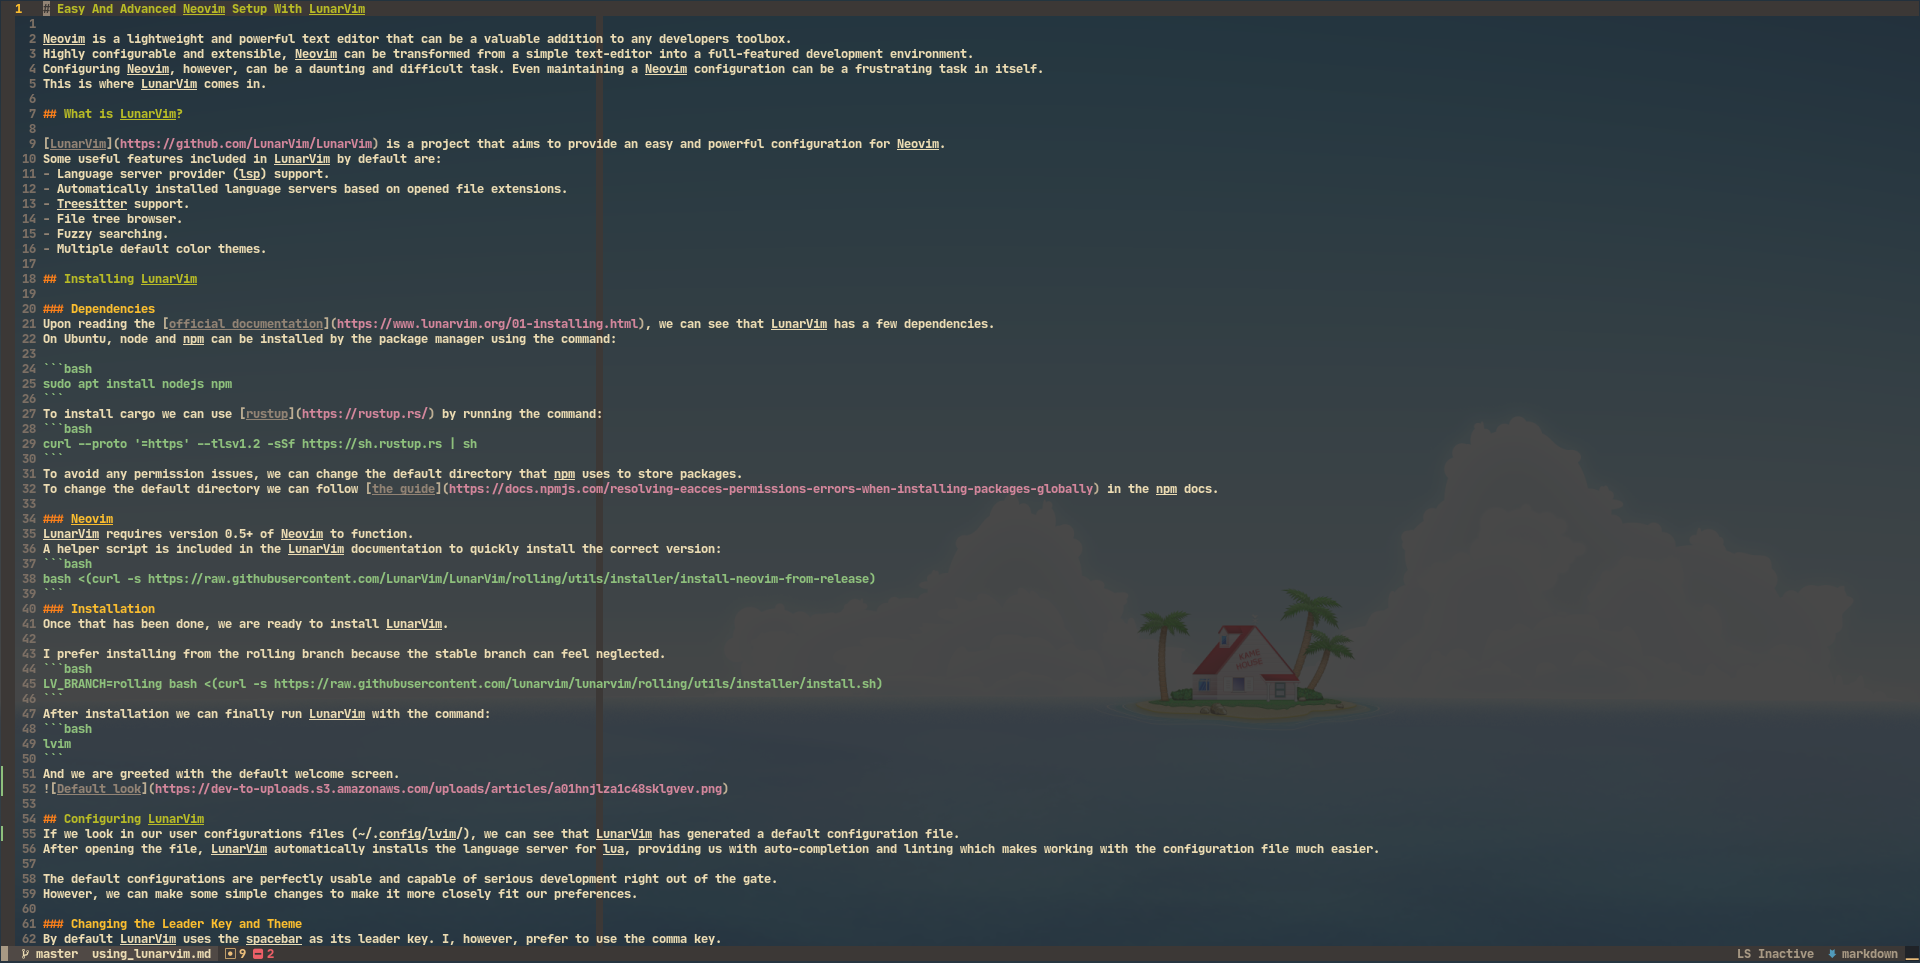 1 # Easy And Advanced Neovim Setup With LunarVim
1
2 Neovim is a lightweight and powerful text editor that can be a valuable addition to any developers toolbox.
3 Highly configurable and extensible, Neovim can be transformed from a simple text-editor into a full-featured development environment.
4 Configuring Neovim, however, can be a daunting and difficult task. Even maintaining a Neovim configuration can be a frustrating task in itself.
5 This is where LunarVim comes in.
6
7 ## What is LunarVim?
8
9 [LunarVim](https://github.com/LunarVim/LunarVim) is a project that aims to provide an easy and powerful configuration for Neovim.
10 Some useful features included in LunarVim by default are:
11 - Language server provider (lsp) support.
12 - Automatically installed language servers based on opened file extensions.
13 - Treesitter support.
14 - File tree browser.
15 - Fuzzy searching.
16 - Multiple default color themes.
17
18 ## Installing LunarVim
19
20 ### Dependencies
21 Upon reading the [official documentation](https://www.lunarvim.org/01-installing.html), we can see that LunarVim has a few dependencies.
22 On Ubuntu, node and npm can be installed by the package manager using the command:
23
24 ```bash
25 sudo apt install nodejs npm
26 ```
27 To install cargo we can use [rustup](https://rustup.rs/) by running the command:
28 ```bash
29 curl --proto '=https' --tlsv1.2 -sSf https://sh.rustup.rs | sh
30 ```
31 To avoid any permission issues, we can change the default directory that npm uses to store packages.
32 To change the default directory we can follow [the guide](https://docs.npmjs.com/resolving-eacces-permissions-errors-when-installing-packages-globally) in the npm docs.
33
34 ### Neovim
35 LunarVim requires version 0.5+ of Neovim to function.
36 A helper script is included in the LunarVim documentation to quickly install the correct version:
37 ```bash
38 bash <(curl -s https://raw.githubusercontent.com/LunarVim/LunarVim/rolling/utils/installer/install-neovim-from-release)
39 ```
40 ### Installation
41 Once that has been done, we are ready to install LunarVim.
42
43 I prefer installing from the rolling branch because the stable branch can feel neglected.
44 ```bash
45 LV_BRANCH=rolling bash <(curl -s https://raw.githubusercontent.com/lunarvim/lunarvim/rolling/utils/installer/install.sh)
46 ```
47 After installation we can finally run LunarVim with the command:
48 ```bash
49 lvim
50 ```
51 And we are greeted with the default welcome screen.
52 ![Default look](https://dev-to-uploads.s3.amazonaws.com/uploads/articles/a01hnjlza1c48sklgvev.png)
53
54 ## Configuring LunarVim
55 If we look in our user configurations files (~/.config/lvim/), we can see that LunarVim has generated a default configuration file.
56 After opening the file, LunarVim automatically installs the language server for lua, providing us with auto-completion and linting which makes working with the configuration file much easier.
57
58 The default configurations are perfectly usable and capable of serious development right out of the gate.
59 However, we can make some simple changes to make it more closely fit our preferences.
60
61 ### Changing the Leader Key and Theme
62 By default LunarVim uses the spacebar as its leader key. I, however, prefer to use the comma key.
KAME HOUSE
master using_lunarvim.md 9 2 LS Inactive markdown